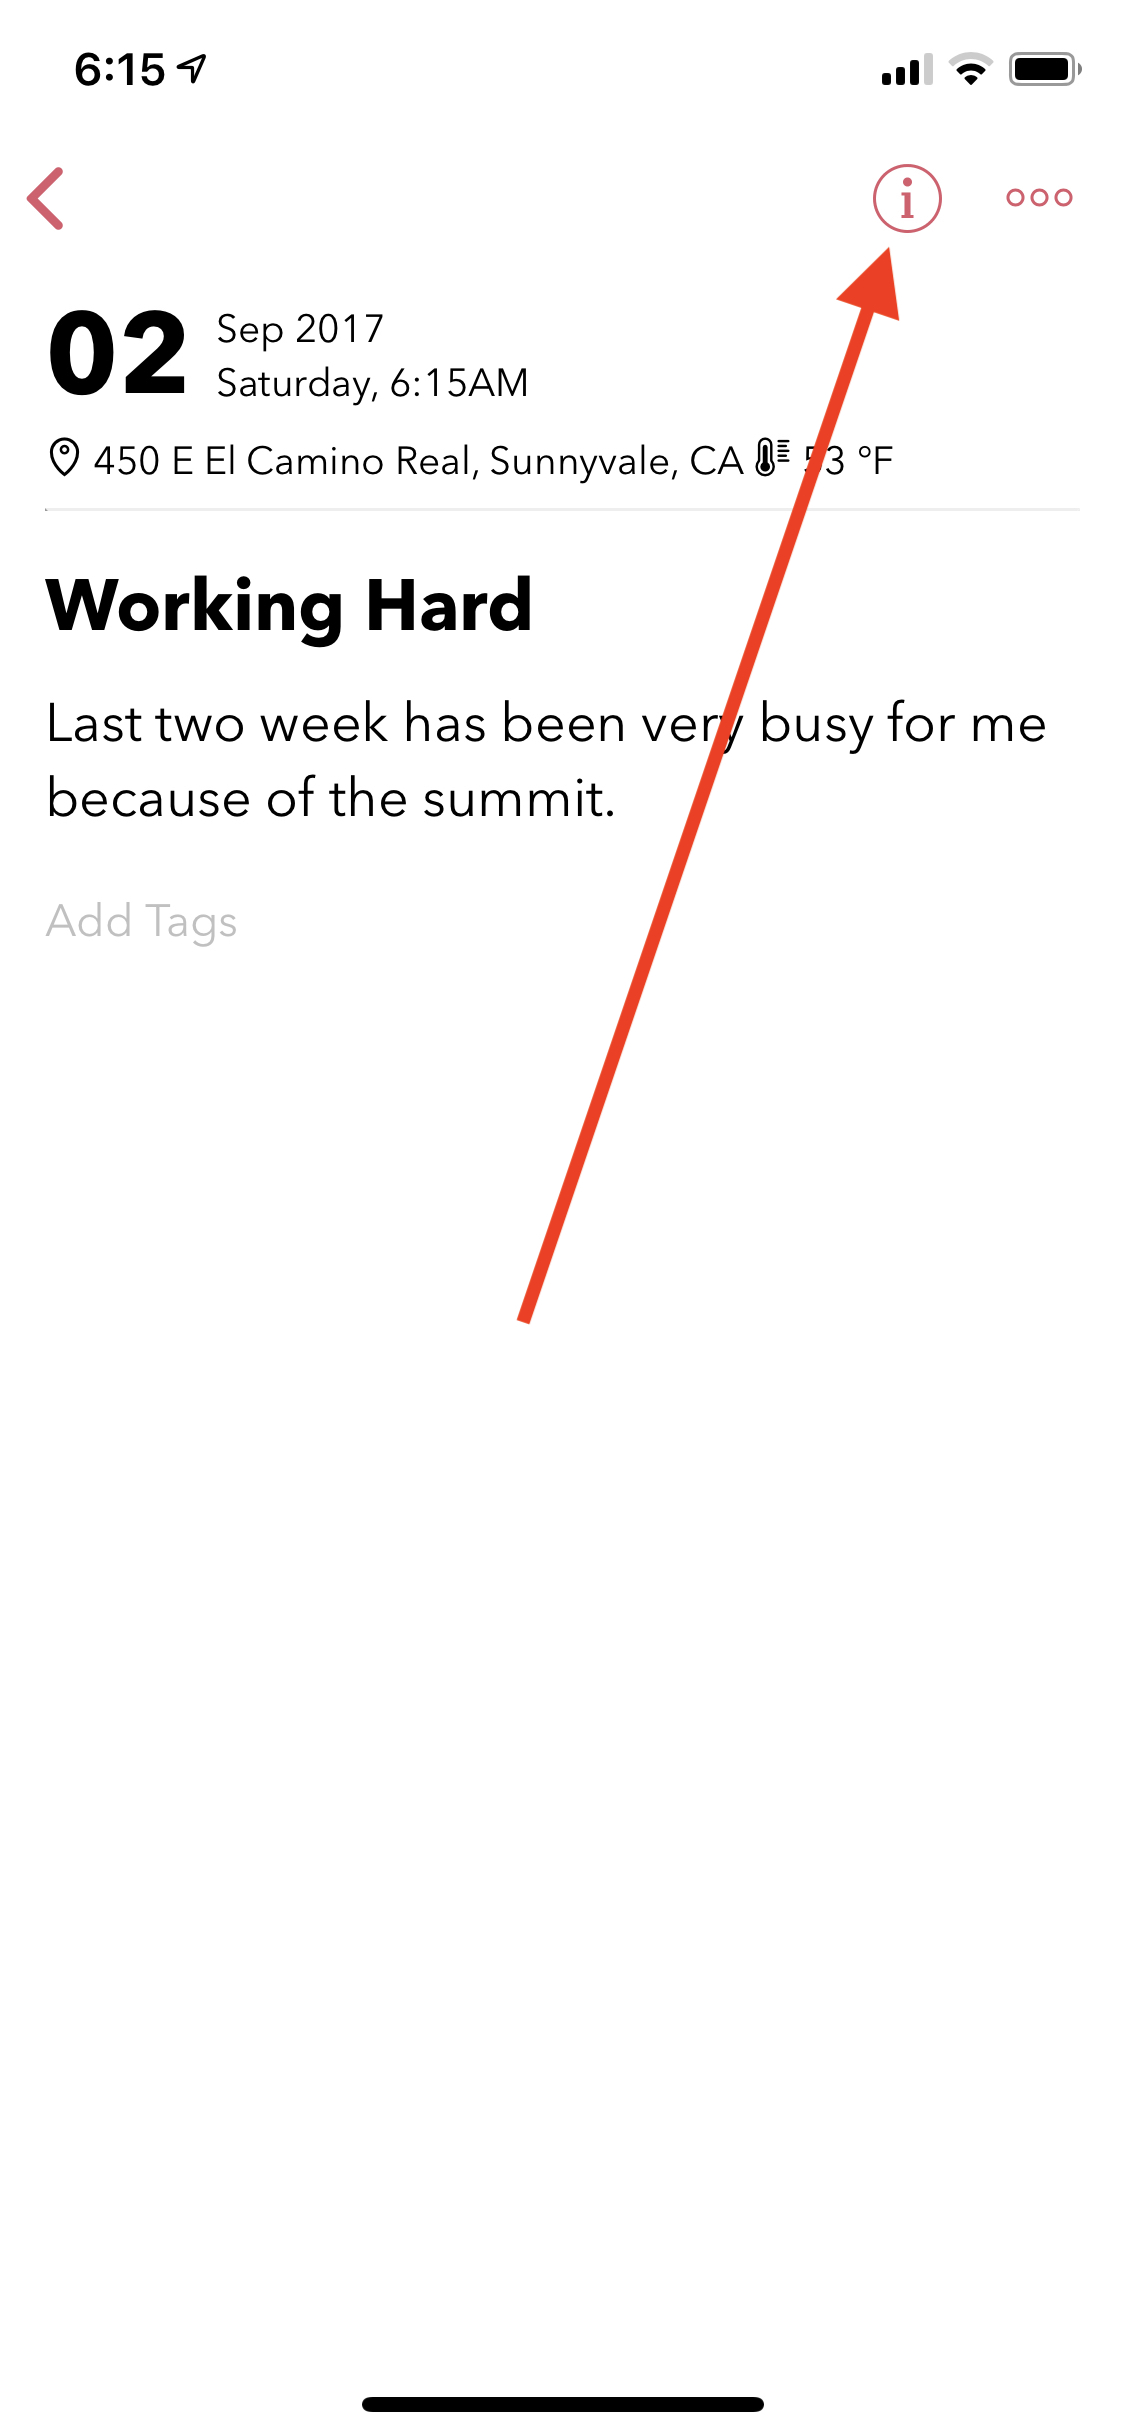 6:15
i
02
Sep 2017
Saturday, 6:15AM
450 E El Camino Real, Sunnyvale, CA 53 °F
Working Hard
Last two week has been very busy for me
because of the summit.
Add Tags